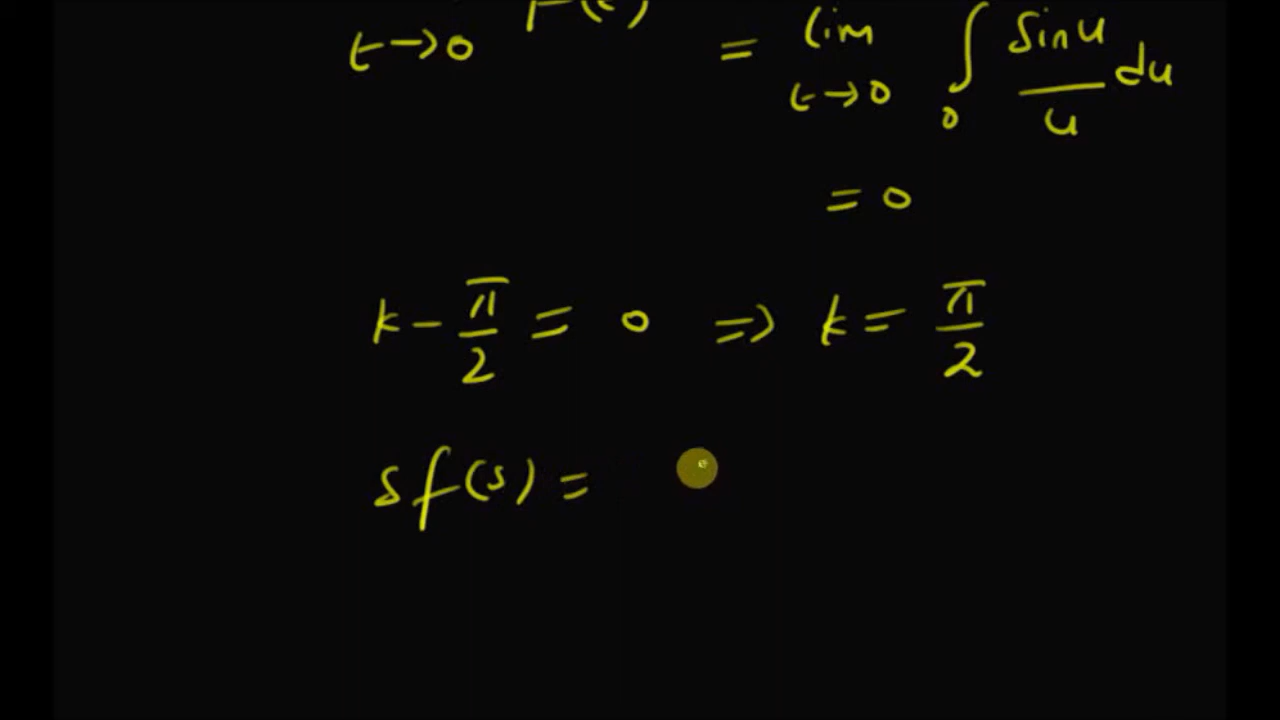 t→0 F(t) = lim t→0 ∫0 sin u / u du
= 0
k - π/2 = 0 ⇒ k = π/2
sf(s) =